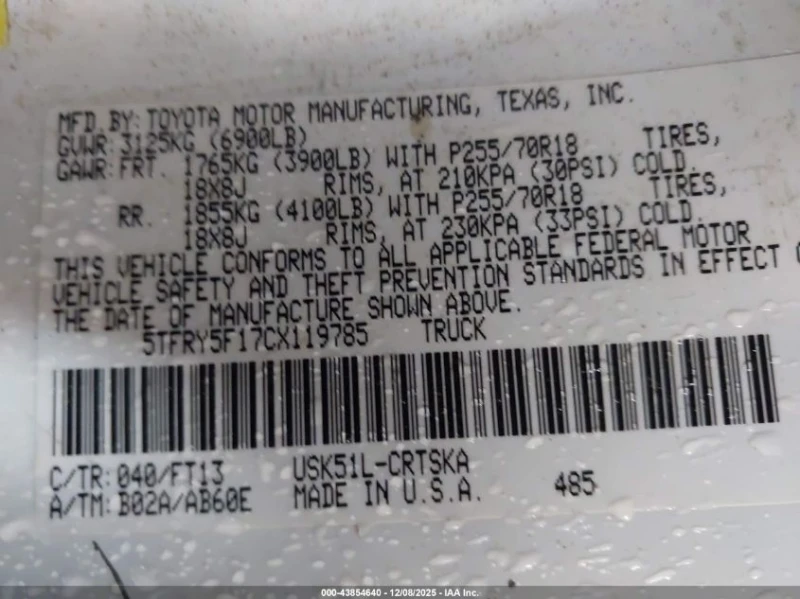 MFD. BY: TOYOTA MOTOR MANUFACTURING, TEXAS, INC.
GVWR: 3125KG (6900LB)
GAWR: FRT. 1765KG (3900LB) WITH P255/70R18 TIRES,
18X8J RIMS, AT 210KPA (30PSI) COLD.
RR. 1855KG (4100LB) WITH P255/70R18 TIRES,
18X8J RIMS, AT 230KPA (33PSI) COLD.
THIS VEHICLE CONFORMS TO ALL APPLICABLE FEDERAL MOTOR
VEHICLE SAFETY AND THEFT PREVENTION STANDARDS IN EFFECT
THE DATE OF MANUFACTURE SHOWN ABOVE.
5TFRY5F17CX119785 TRUCK
C/TR: 040/FT13 USK51L-CRTSKA
A/TM: B02A/AB60E MADE IN U.S.A. 485
000-43854640 - 12/08/2025 - IAA Inc.